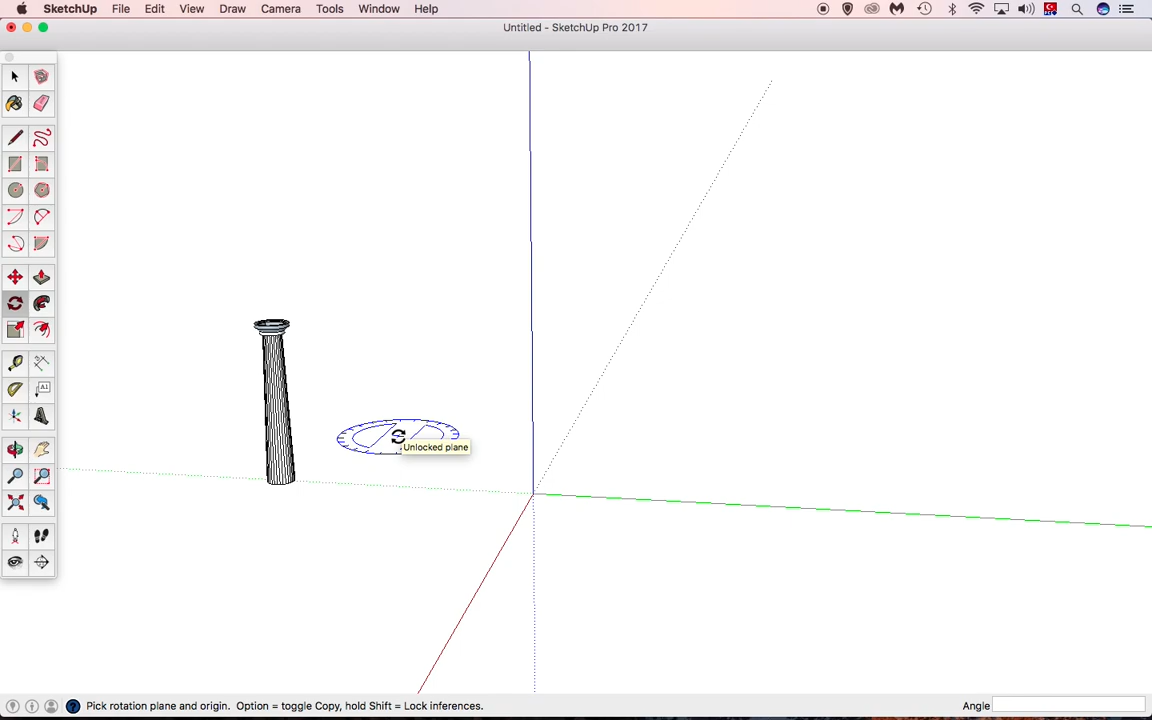 SketchUp File Edit View Draw Camera Tools Window Help
Untitled - SketchUp Pro 2017
A1
Unlocked plane
Pick rotation plane and origin. Option = toggle Copy, hold Shift = Lock inferences.
Angle